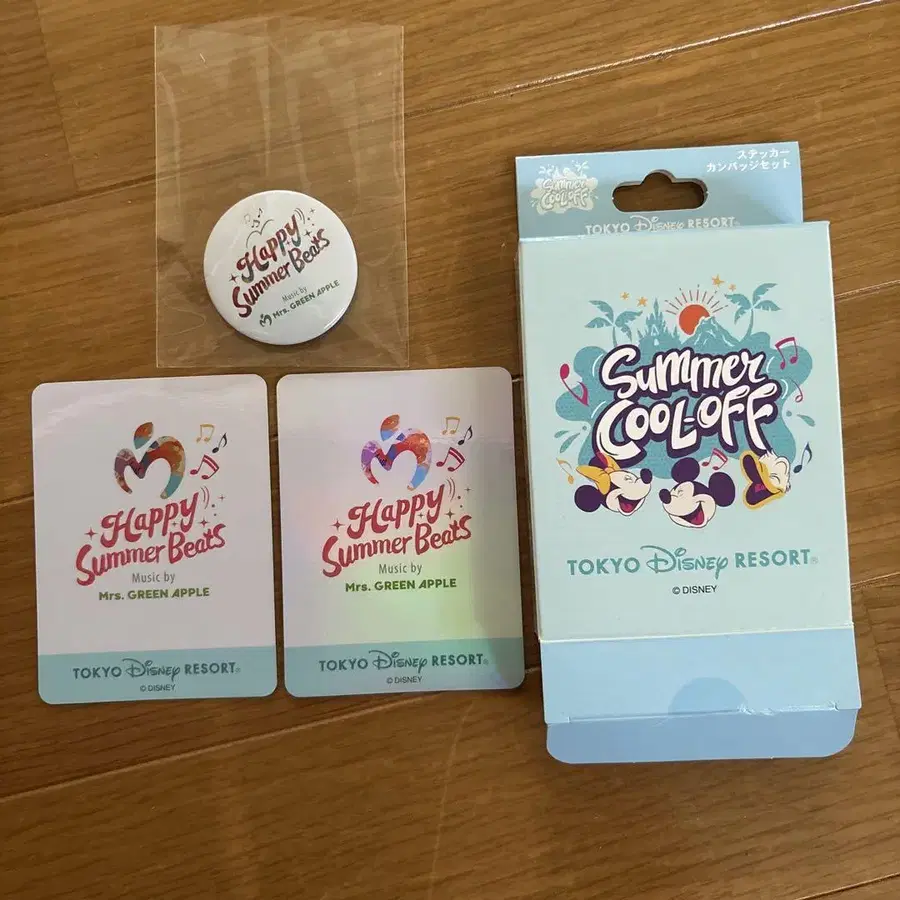 Happy
Summer Beats
Music by
Mrs. GREEN APPLE
Happy
Summer Beats
Music by
Mrs. GREEN APPLE
TOKYO Disney RESORT®
© DISNEY
Happy
Summer Beats
Music by
Mrs. GREEN APPLE
TOKYO Disney RESORT®
© DISNEY
ステッカー
カンバッジセット
Summer
COOL-OFF
TOKYO Disney RESORT®
Summer
COOL-OFF
TOKYO Disney RESORT®
© DISNEY